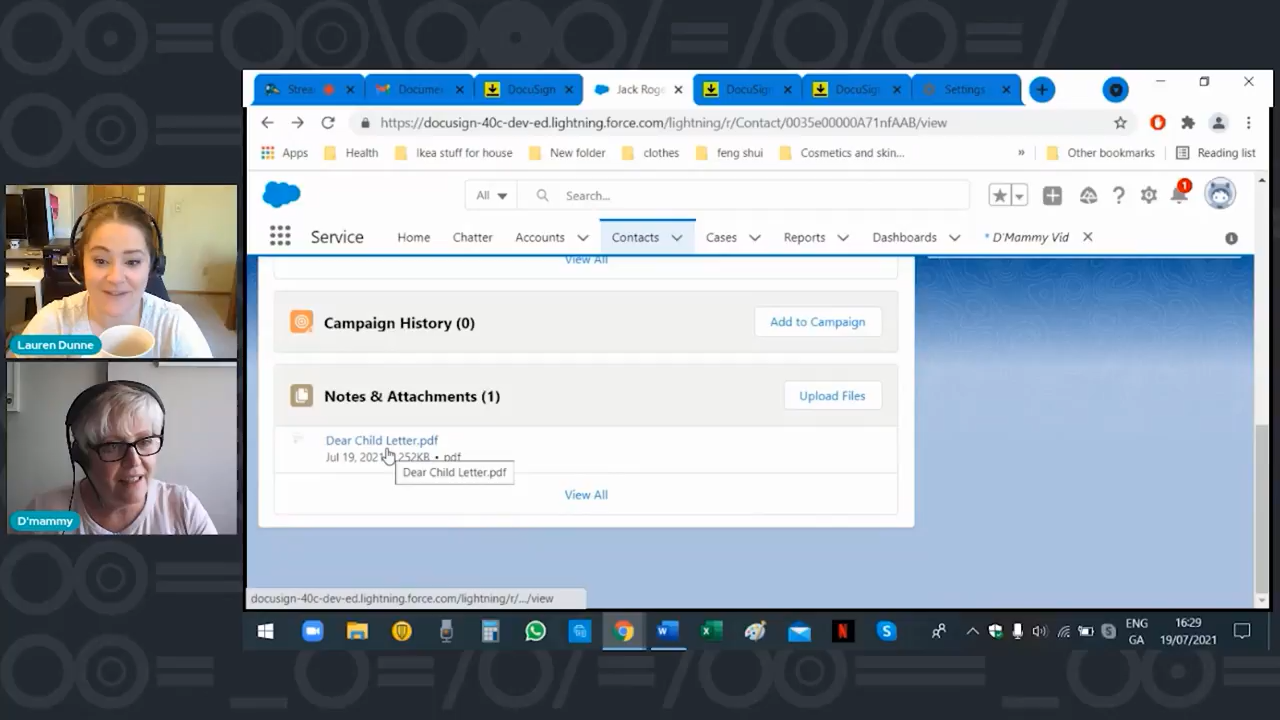 Strea
Docume
DocuSign
Jack Roge
DocuSig
DocuSig
Settings
https://docusign-40c-dev-ed.lightning.force.com/lightning/r/Contact/0035e00000A71nfAAB/view
Apps
Health
Ikea stuff for house
New folder
clothes
feng shui
Cosmetics and skin...
»
Other bookmarks
Reading list
All
Search...
1
Service
Home
Chatter
Accounts
Contacts
Cases
Reports
Dashboards
* D'Mammy Vid
View All
Campaign History (0)
Add to Campaign
Notes & Attachments (1)
Upload Files
Dear Child Letter.pdf
Jul 19, 2021 252KB • pdf
Dear Child Letter.pdf
View All
docusign-40c-dev-ed.lightning.force.com/lightning/r/.../view
ENG
GA
16:29
19/07/2021
Lauren Dunne
D'mammy